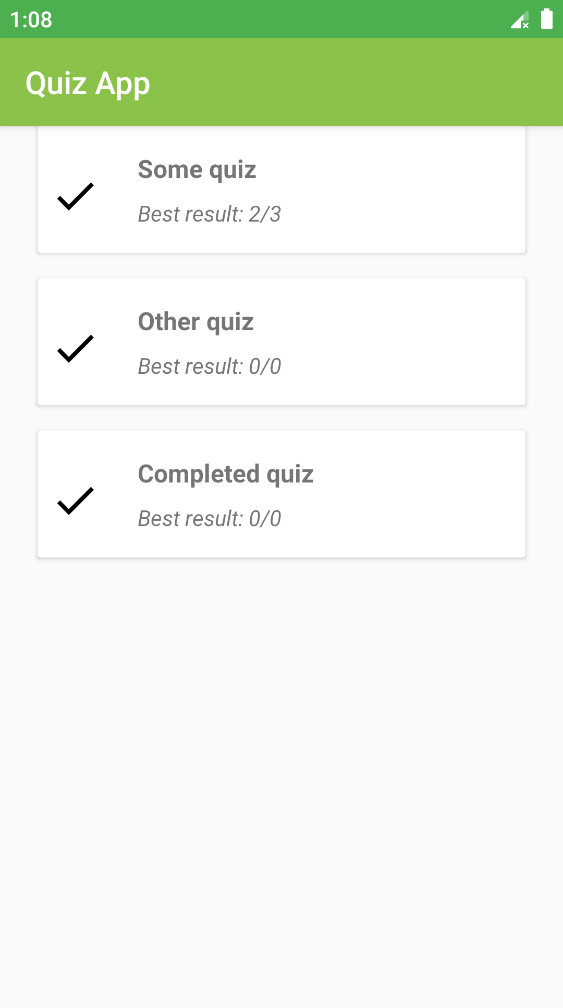 1:08
Quiz App
Some quiz
Best result: 2/3
Other quiz
Best result: 0/0
Completed quiz
Best result: 0/0